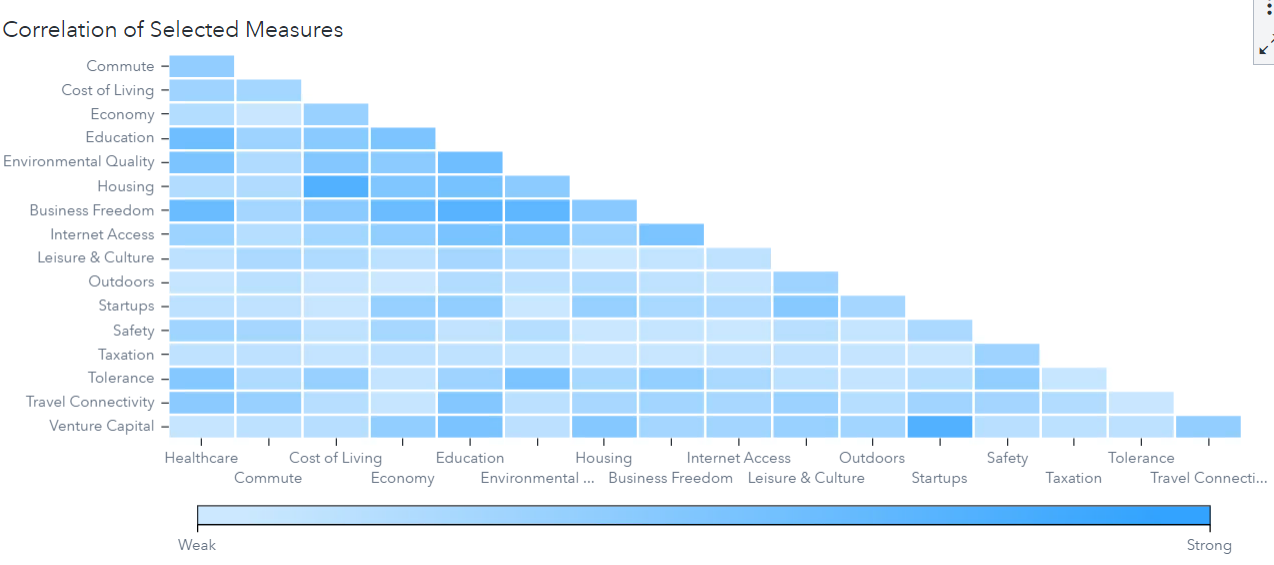 Correlation of Selected Measures
Commute
Cost of Living
Economy
Education
Environmental Quality
Housing
Business Freedom
Internet Access
Leisure & Culture
Outdoors
Startups
Safety
Taxation
Tolerance
Travel Connectivity
Venture Capital
Healthcare Cost of Living Education Housing Internet Access Outdoors Safety Tolerance
Commute Economy Environmental ... Business Freedom Leisure & Culture Startups Taxation Travel Connecti...
Weak Strong